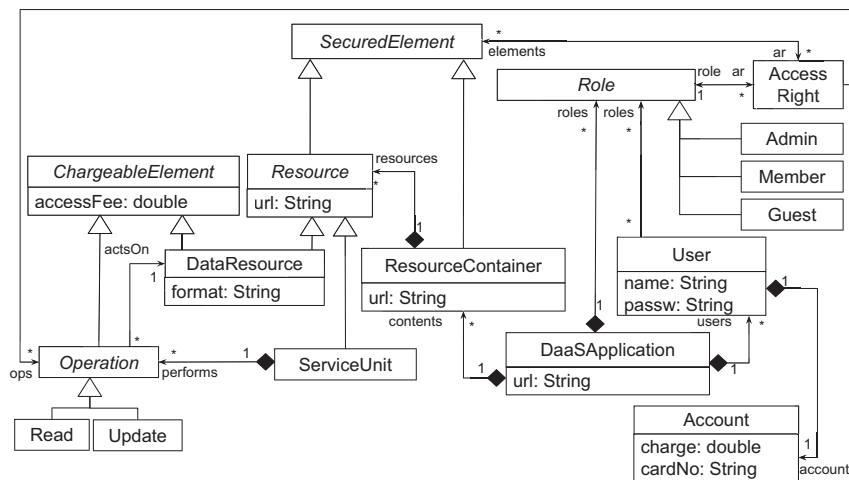 SecuredElement
*
elements
ar
*
role
ar
1
*
Access
Right
Role
roles
*
roles
*
Admin
Member
Guest
ChargeableElement
accessFee: double
Resource
url: String
resources
*
1
actsOn
1
*
DataResource
format: String
ResourceContainer
url: String
contents
*
*
User
name: String
passw: String
1
users
*
1
DaaSApplication
url: String
1
1
*
ops
Operation
*
performs
1
ServiceUnit
Read
Update
Account
charge: double
cardNo: String
1
account